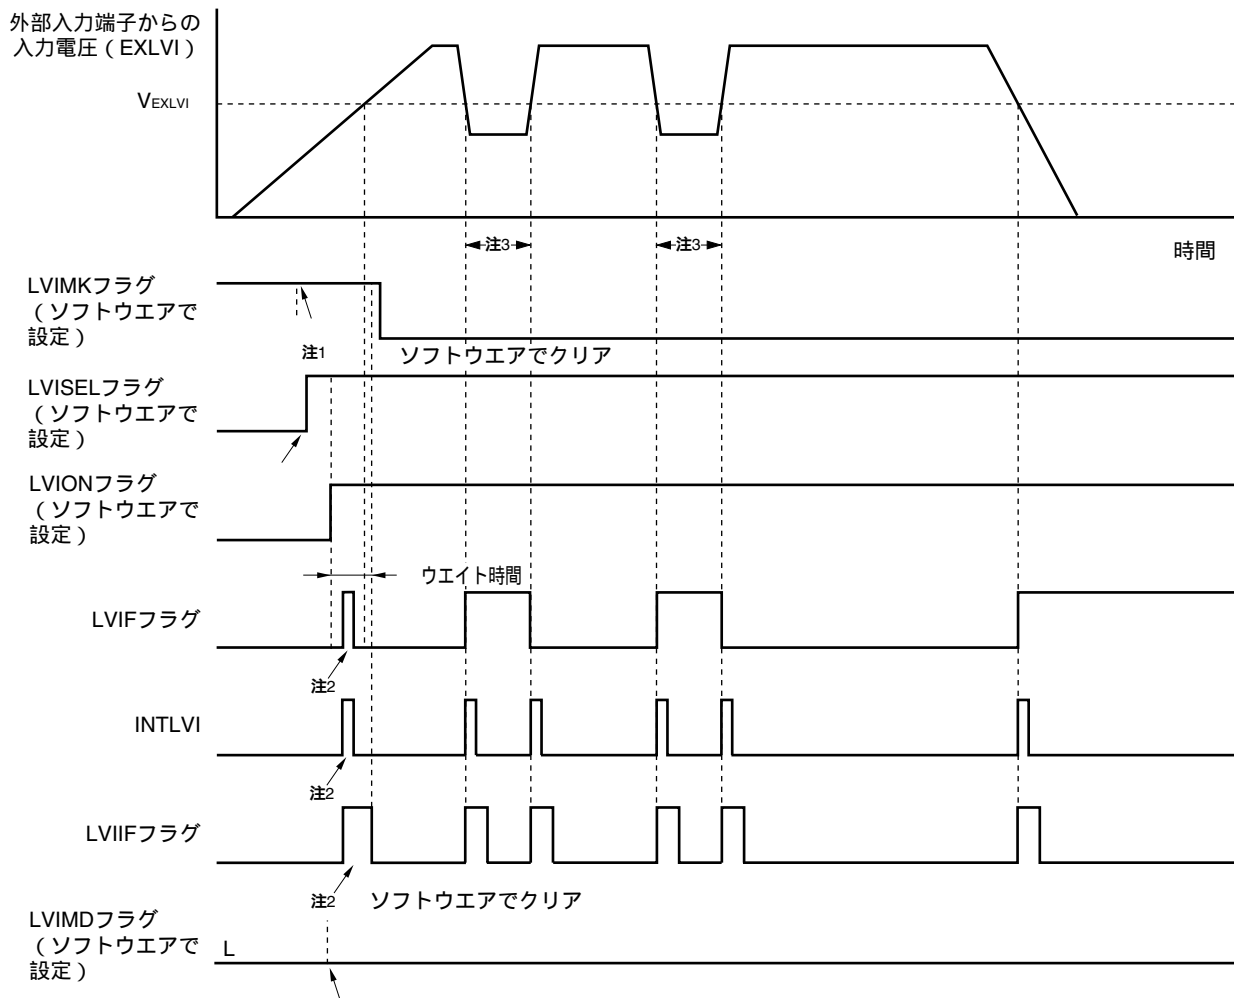 外部入力端子からの
入力電圧（EXLVI）
VEXLVI
注3
注3
時間
LVIMKフラグ
（ソフトウエアで
設定）
注1
ソフトウエアでクリア
LVISELフラグ
（ソフトウエアで
設定）
LVIONフラグ
（ソフトウエアで
設定）
ウエイト時間
LVIFフラグ
注2
INTLVI
注2
LVIIFフラグ
注2
ソフトウエアでクリア
LVIMDフラグ
（ソフトウエアで
設定）
L